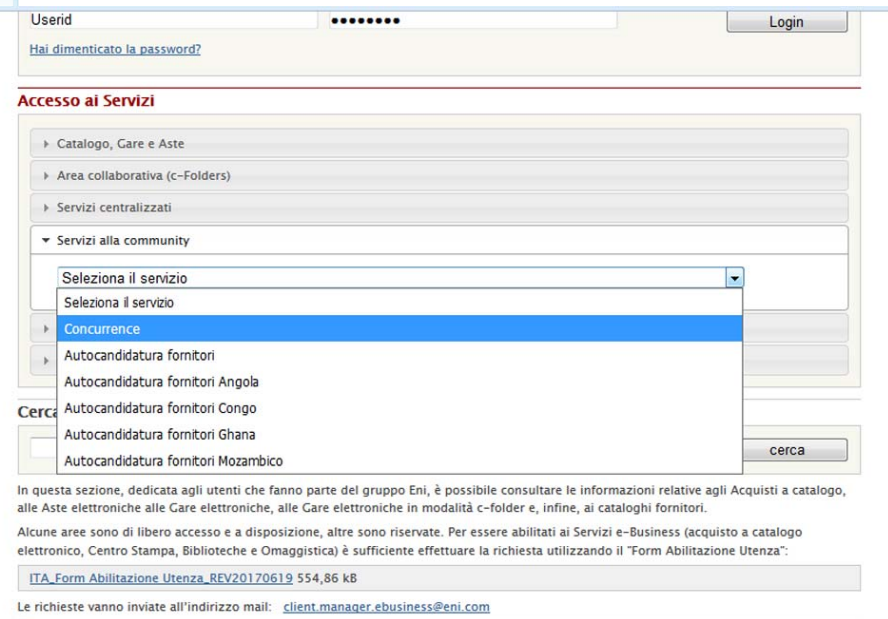 Userid
••••••••
Login
Hai dimenticato la password?
Accesso ai Servizi
Catalogo, Gare e Aste
Area collaborativa (c-Folders)
Servizi centralizzati
Servizi alla community
Seleziona il servizio
Seleziona il servizio
Concurrence
Autocandidatura fornitori
Autocandidatura fornitori Angola
Autocandidatura fornitori Congo
Autocandidatura fornitori Ghana
Autocandidatura fornitori Mozambico
cerca
In questa sezione, dedicata agli utenti che fanno parte del gruppo Eni, è possibile consultare le informazioni relative agli Acquisti a catalogo,
alle Aste elettroniche alle Gare elettroniche, alle Gare elettroniche in modalità c-folder e, infine, ai cataloghi fornitori.
Alcune aree sono di libero accesso e a disposizione, altre sono riservate. Per essere abilitati ai Servizi e-Business (acquisto a catalogo
elettronico, Centro Stampa, Biblioteche e Omaggistica) è sufficiente effettuare la richiesta utilizzando il "Form Abilitazione Utenza":
ITA_Form Abilitazione Utenza_REV20170619 554,86 kB
Le richieste vanno inviate all'indirizzo mail: client.manager.ebusiness@eni.com